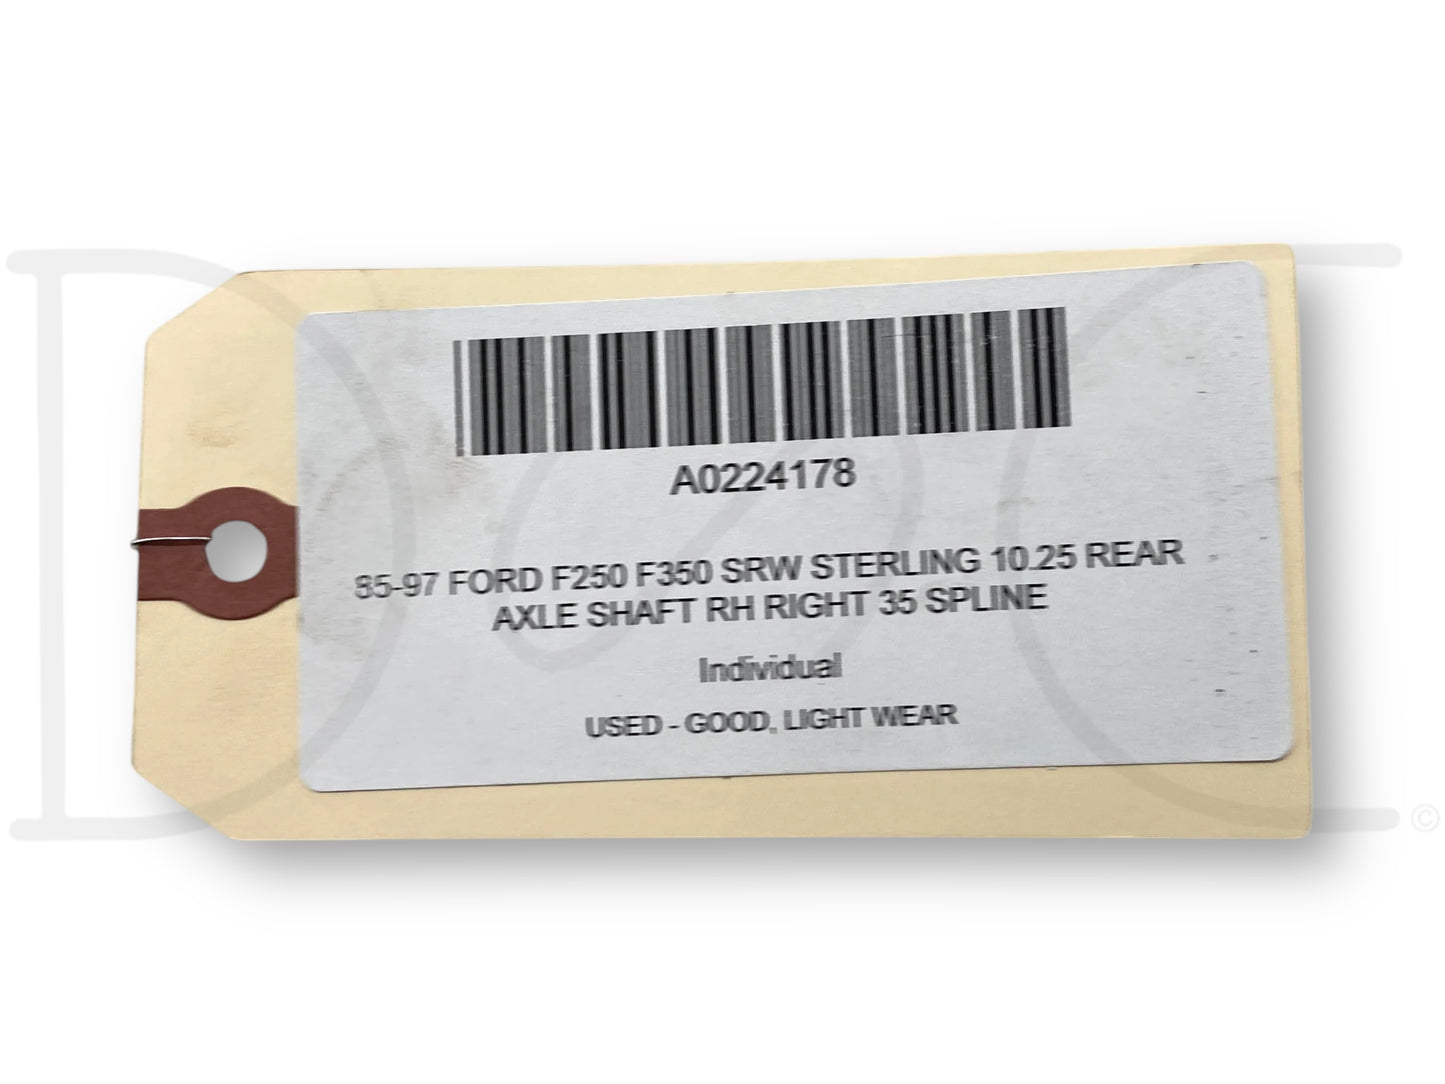 A0224178
85-97 FORD F250 F350 SRW STERLING 10.25 REAR
AXLE SHAFT RH RIGHT 35 SPLINE
Individual
USED - GOOD, LIGHT WEAR
©